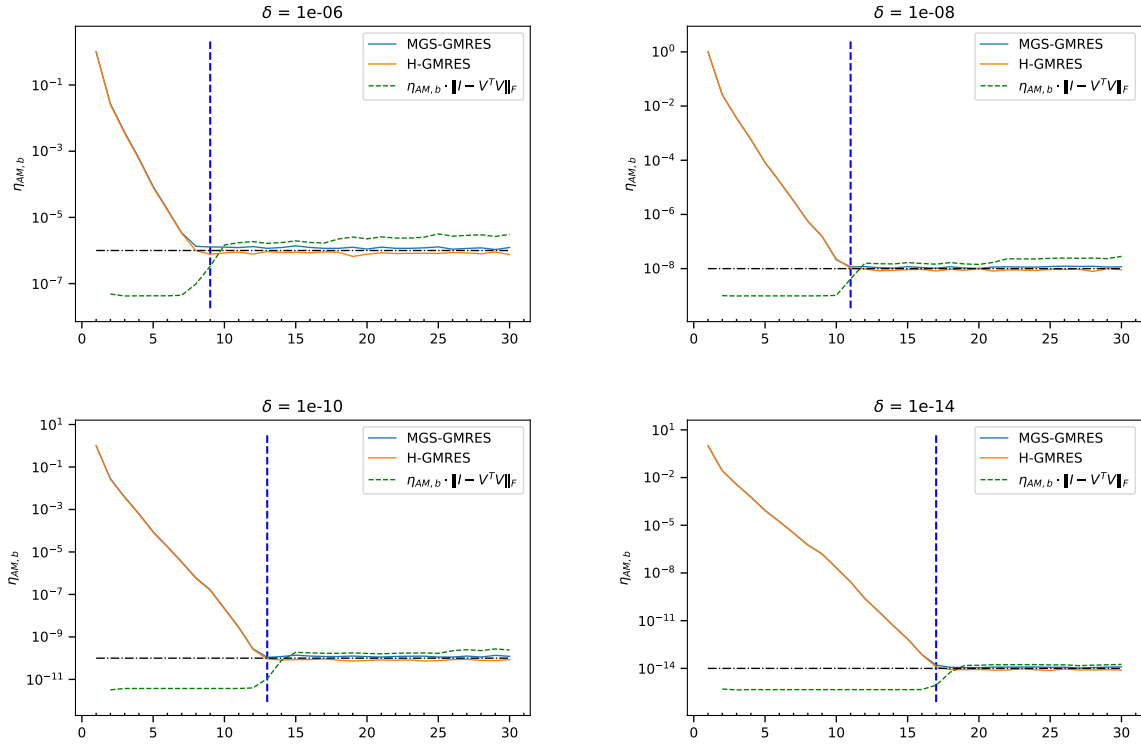 δ = 1e-06
MGS-GMRES
H-GMRES
η_{AM, b} · ‖I − V^T V‖_F
η_{AM, b}
10^{−1}
10^{−3}
10^{−5}
10^{−7}
0 5 10 15 20 25 30
δ = 1e-08
MGS-GMRES
H-GMRES
η_{AM, b} · ‖I − V^T V‖_F
η_{AM, b}
10^{0}
10^{−2}
10^{−4}
10^{−6}
10^{−8}
0 5 10 15 20 25 30
δ = 1e-10
MGS-GMRES
H-GMRES
η_{AM, b} · ‖I − V^T V‖_F
η_{AM, b}
10^{1}
10^{−1}
10^{−3}
10^{−5}
10^{−7}
10^{−9}
10^{−11}
0 5 10 15 20 25 30
δ = 1e-14
MGS-GMRES
H-GMRES
η_{AM, b} · ‖I − V^T V‖_F
η_{AM, b}
10^{1}
10^{−2}
10^{−5}
10^{−8}
10^{−11}
10^{−14}
0 5 10 15 20 25 30